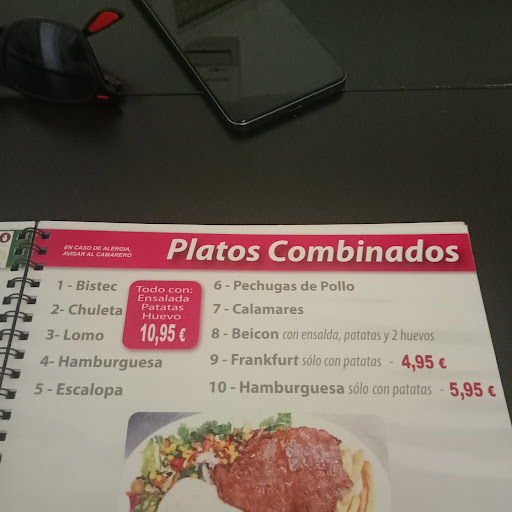 EN CASO DE ALERGIA,
AVISAR AL CAMARERO
Platos Combinados
1 - Bistec
2- Chuleta
3- Lomo
4- Hamburguesa
5 - Escalopa
Todo con:
Ensalada
Patatas
Huevo
10,95 €
6 - Pechugas de Pollo
7 - Calamares
8 - Beicon con ensalda, patatas y 2 huevos
9 - Frankfurt sólo con patatas - 4,95 €
10 - Hamburguesa sólo con patatas - 5,95 €